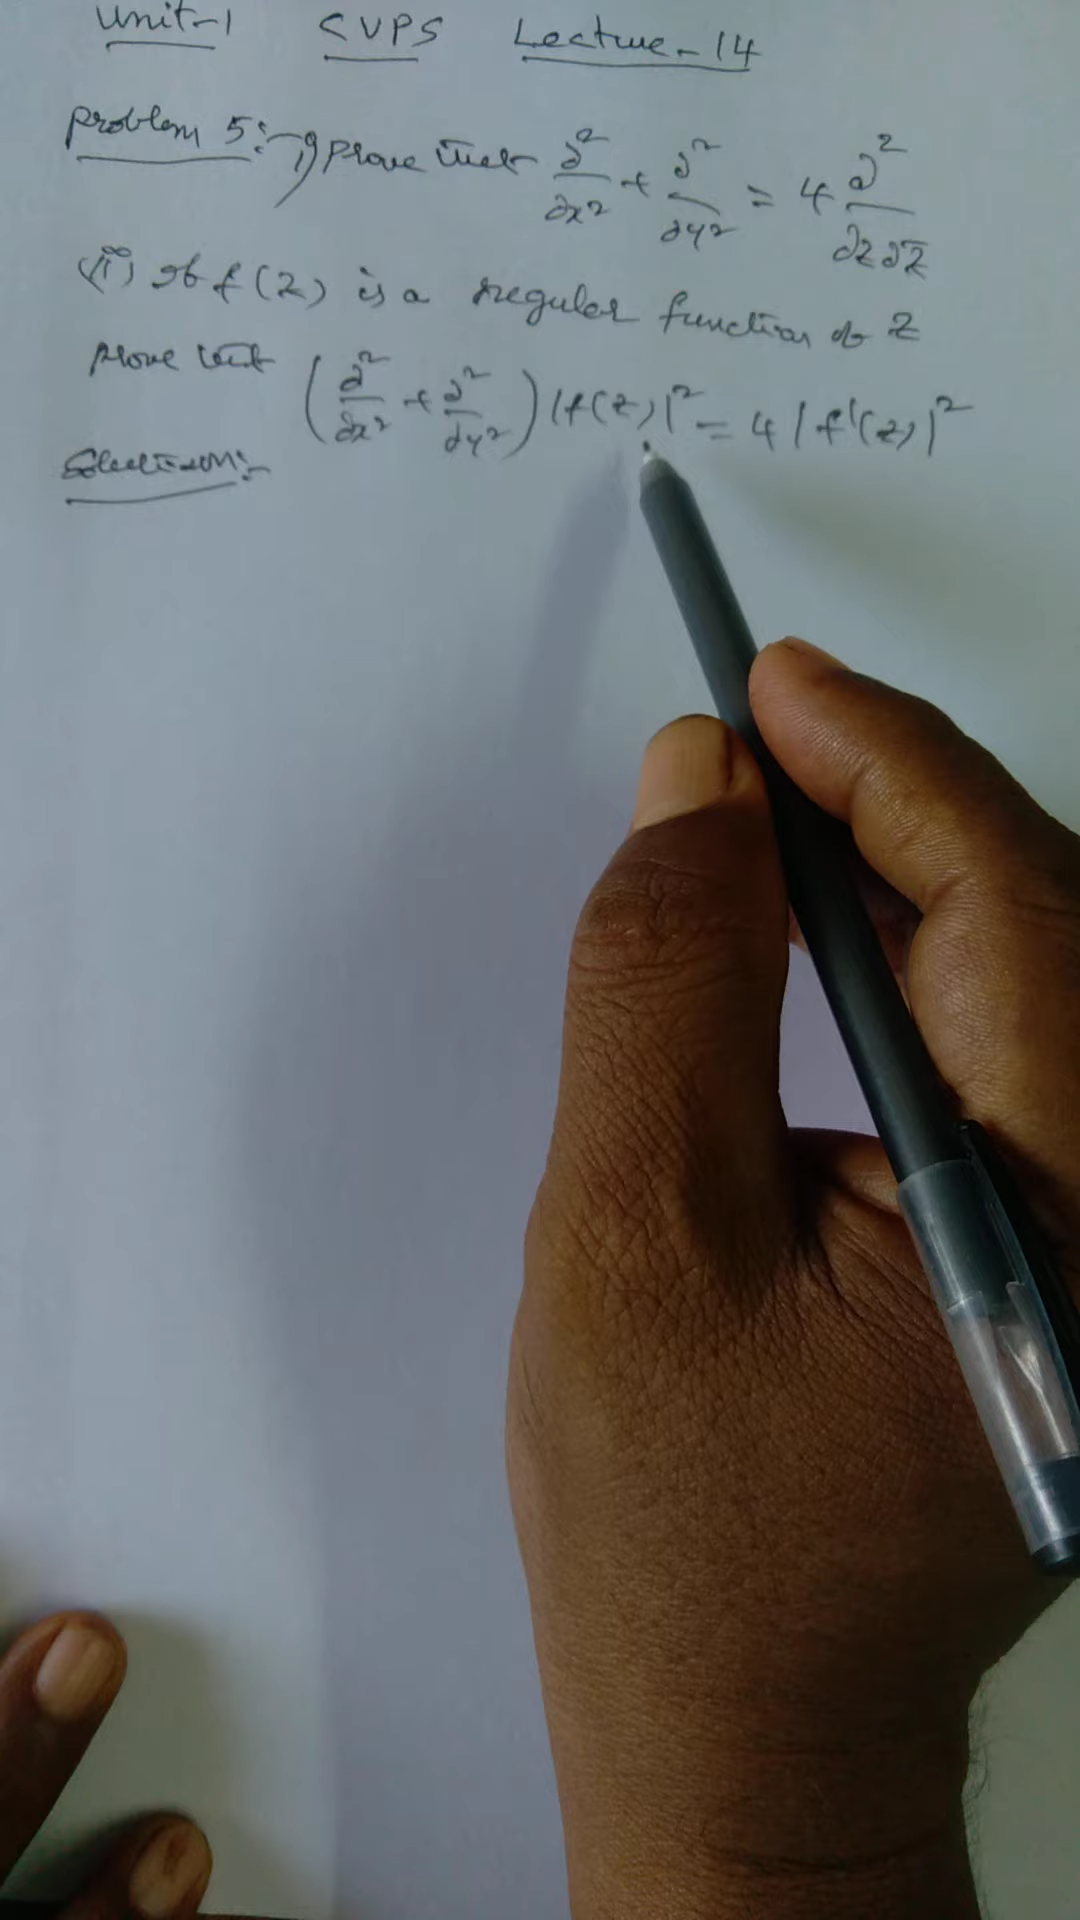 Unit-1 CVPS Lecture-14
Problem 5:- i) Prove that ∂²/∂x² + ∂²/∂y² = 4 ∂²/∂z∂z̄
(ii) If f(z) is a regular function of z
prove that (∂²/∂x² + ∂²/∂y²) |f(z)|² = 4 |f'(z)|²
Solution:-